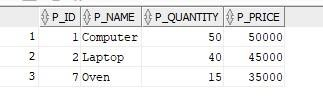 P_ID P_NAME P_QUANTITY P_PRICE
1 1 Computer 50 50000
2 2 Laptop 40 45000
3 7 Oven 15 35000